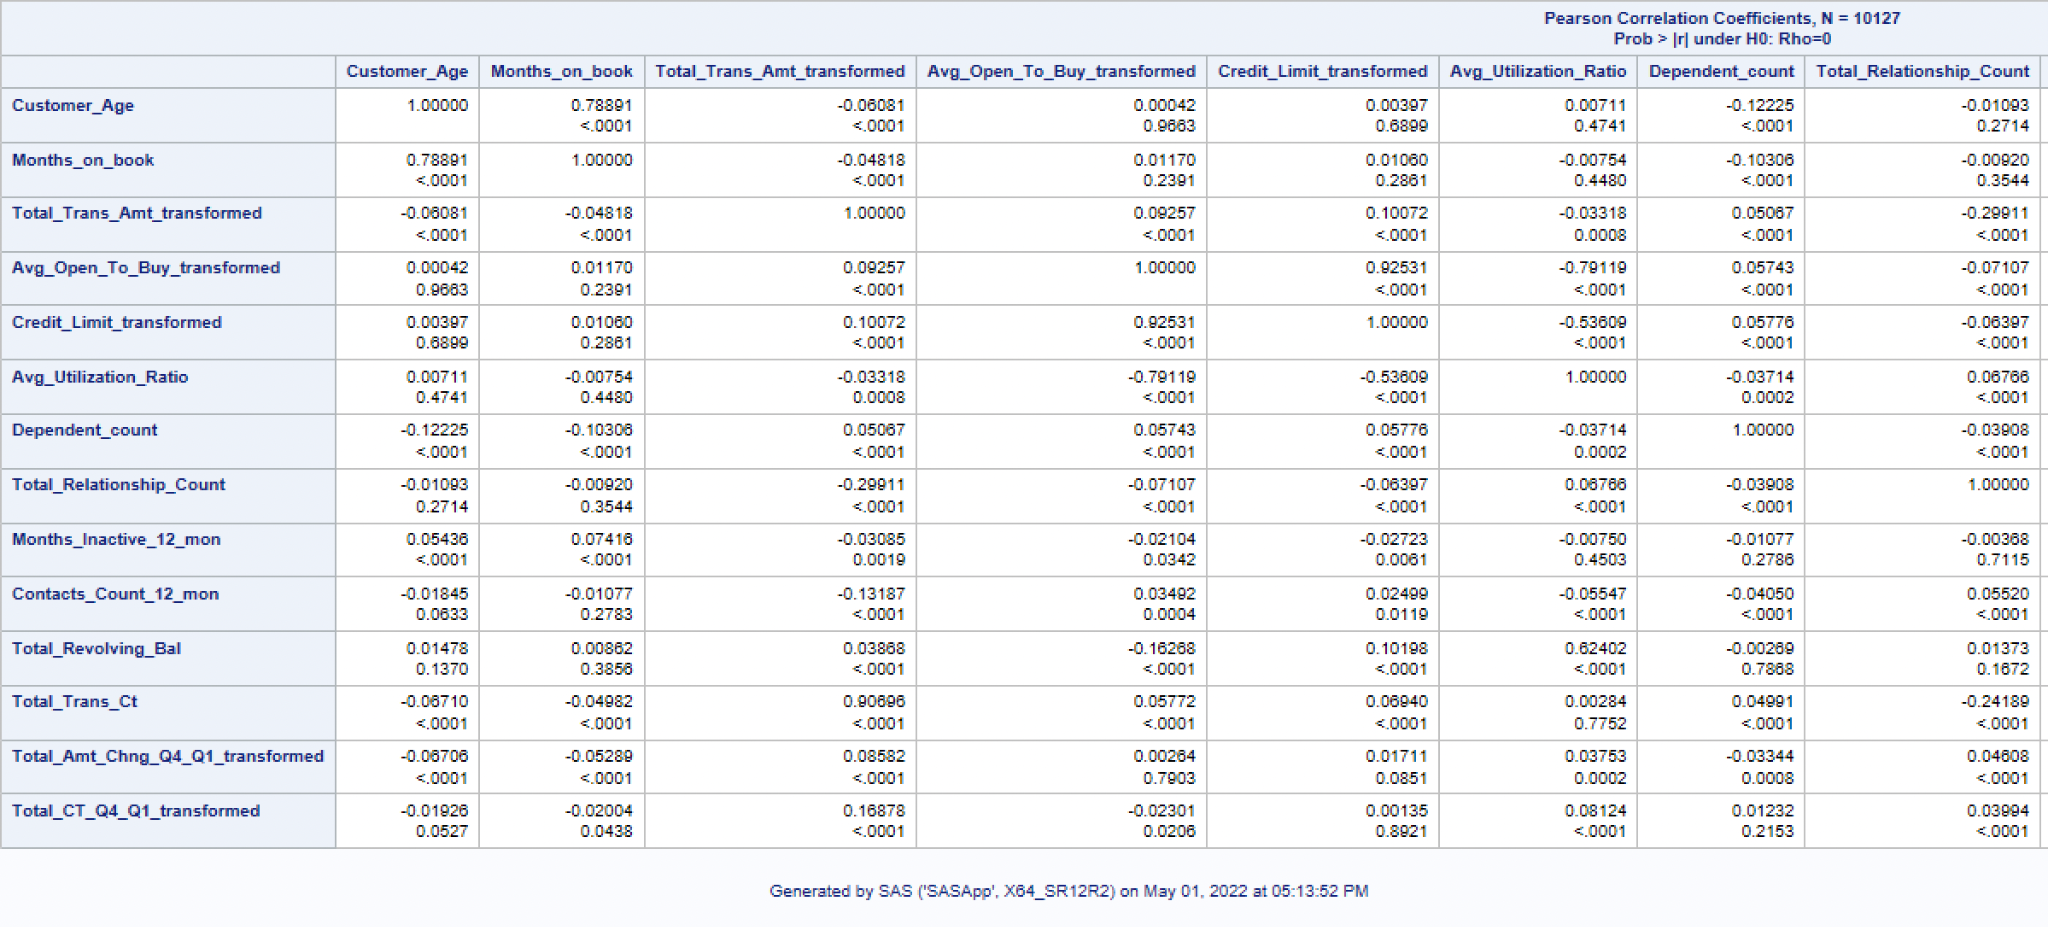 Pearson Correlation Coefficients, N = 10127
Prob > |r| under H0: Rho=0
Customer_Age Months_on_book Total_Trans_Amt_transformed Avg_Open_To_Buy_transformed Credit_Limit_transformed Avg_Utilization_Ratio Dependent_count Total_Relationship_Count
Customer_Age 1.00000 0.78891 -0.06081 0.00042 0.00397 0.00711 -0.12225 -0.01093
<.0001 <.0001 0.9663 0.6899 0.4741 <.0001 0.2714
Months_on_book 0.78891 1.00000 -0.04818 0.01170 0.01060 -0.00754 -0.10306 -0.00920
<.0001 <.0001 0.2391 0.2861 0.4480 <.0001 0.3544
Total_Trans_Amt_transformed -0.06081 -0.04818 1.00000 0.09257 0.10072 -0.03318 0.05067 -0.29911
<.0001 <.0001 <.0001 <.0001 0.0008 <.0001 <.0001
Avg_Open_To_Buy_transformed 0.00042 0.01170 0.09257 1.00000 0.92531 -0.79119 0.05743 -0.07107
0.9663 0.2391 <.0001 <.0001 <.0001 <.0001 <.0001
Credit_Limit_transformed 0.00397 0.01060 0.10072 0.92531 1.00000 -0.53609 0.05776 -0.06397
0.6899 0.2861 <.0001 <.0001 <.0001 <.0001 <.0001
Avg_Utilization_Ratio 0.00711 -0.00754 -0.03318 -0.79119 -0.53609 1.00000 -0.03714 0.06766
0.4741 0.4480 0.0008 <.0001 <.0001 0.0002 <.0001
Dependent_count -0.12225 -0.10306 0.05067 0.05743 0.05776 -0.03714 1.00000 -0.03908
<.0001 <.0001 <.0001 <.0001 <.0001 0.0002 <.0001
Total_Relationship_Count -0.01093 -0.00920 -0.29911 -0.07107 -0.06397 0.06766 -0.03908 1.00000
0.2714 0.3544 <.0001 <.0001 <.0001 <.0001 <.0001
Months_Inactive_12_mon 0.05436 0.07416 -0.03085 -0.02104 -0.02723 -0.00750 -0.01077 -0.00368
<.0001 <.0001 0.0019 0.0342 0.0061 0.4503 0.2786 0.7115
Contacts_Count_12_mon -0.01845 -0.01077 -0.13187 0.03492 0.02499 -0.05547 -0.04050 0.05520
0.0633 0.2783 <.0001 0.0004 0.0119 <.0001 <.0001 <.0001
Total_Revolving_Bal 0.01478 0.00862 0.03868 -0.16268 0.10198 0.62402 -0.00269 0.01373
0.1370 0.3856 <.0001 <.0001 <.0001 <.0001 0.7868 0.1672
Total_Trans_Ct -0.06710 -0.04982 0.90696 0.05772 0.06940 0.00284 0.04991 -0.24189
<.0001 <.0001 <.0001 <.0001 <.0001 0.7752 <.0001 <.0001
Total_Amt_Chng_Q4_Q1_transformed -0.06706 -0.05289 0.08582 0.00264 0.01711 0.03753 -0.03344 0.04608
<.0001 <.0001 <.0001 0.7903 0.0851 0.0002 0.0008 <.0001
Total_CT_Q4_Q1_transformed -0.01926 -0.02004 0.16878 -0.02301 0.00135 0.08124 0.01232 0.03994
0.0527 0.0438 <.0001 0.0206 0.8921 <.0001 0.2153 <.0001
Generated by SAS ('SASApp', X64_SR12R2) on May 01, 2022 at 05:13:52 PM